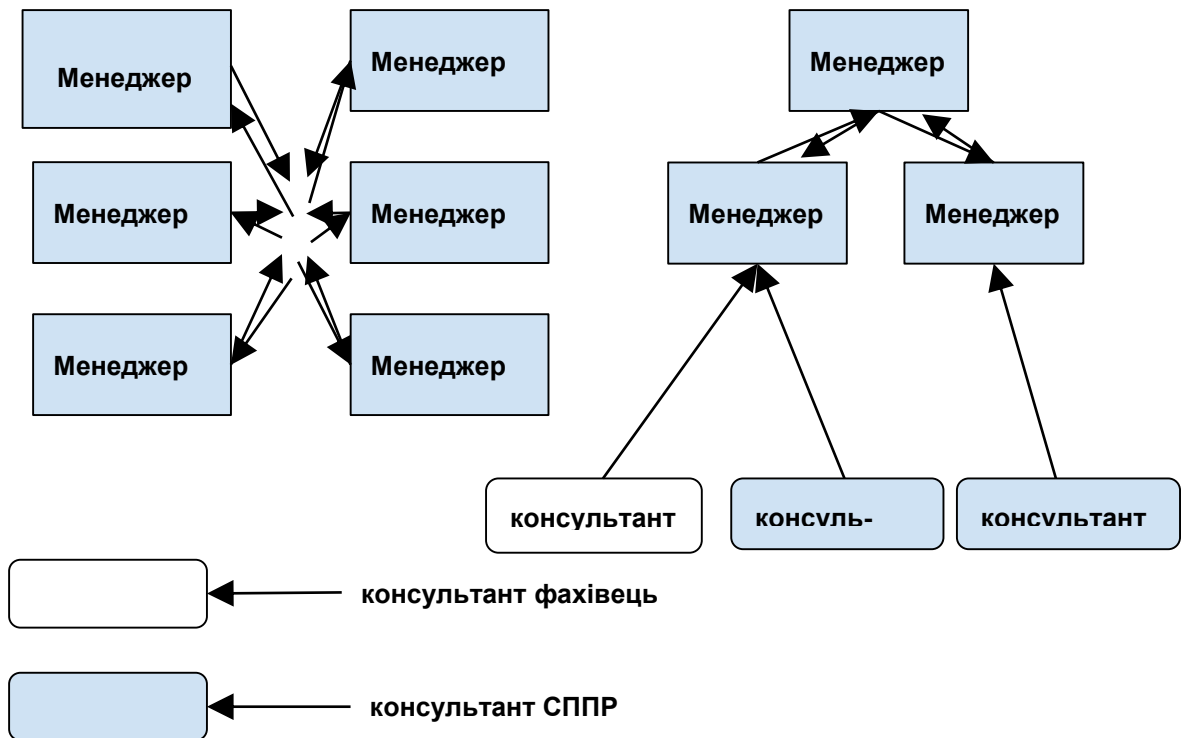 Менеджер
Менеджер
Менеджер
Менеджер
Менеджер
Менеджер
Менеджер
Менеджер
Менеджер
консультант
консуль-
консультант
консультант фахівець
консультант СППР